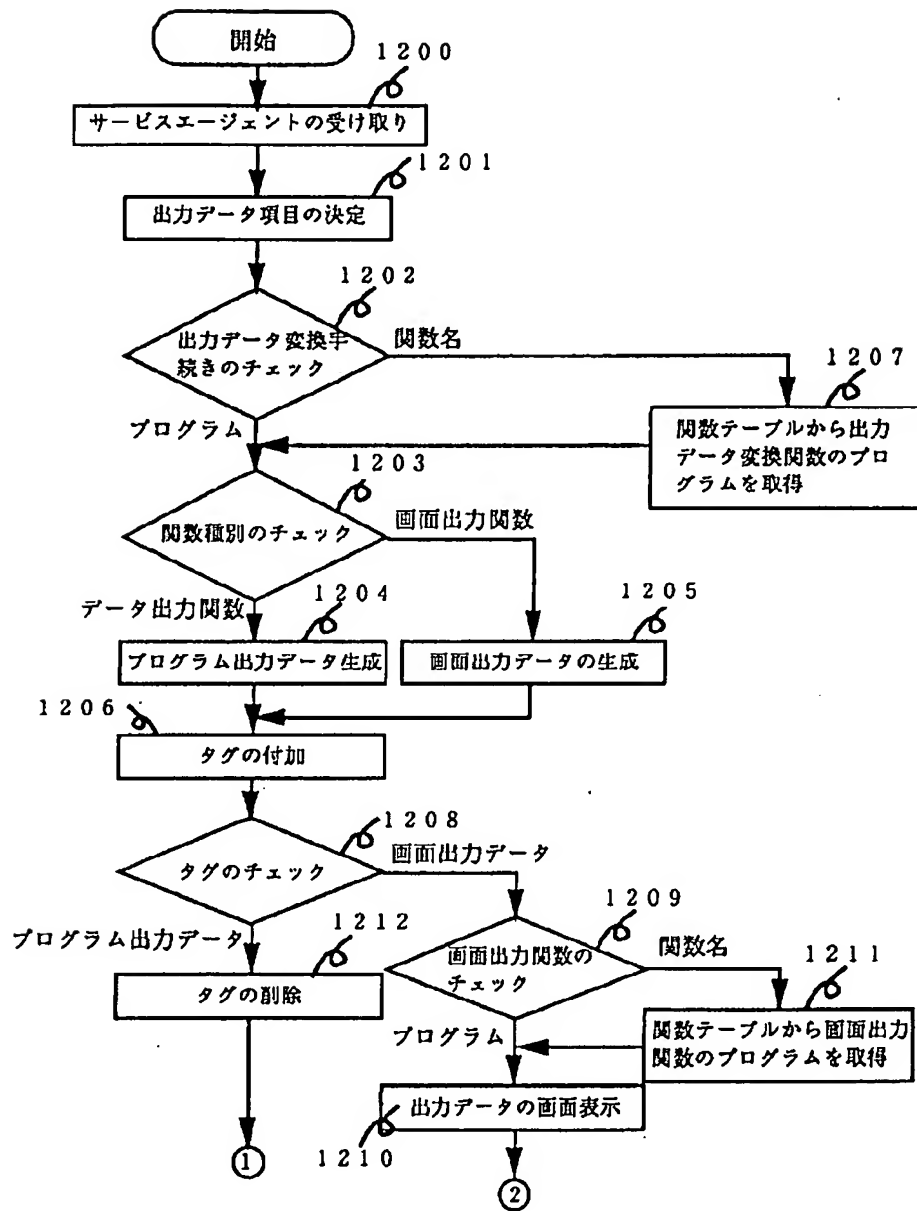 開始
1200
サービスエージェントの受け取り
1201
出力データ項目の決定
1202
出力データ変換手
続きのチェック
関数名
1207
関数テーブルから出力
データ変換関数のプロ
グラムを取得
プログラム
1203
関数種別のチェック
画面出力関数
データ出力関数
1204
プログラム出力データ生成
1205
画面出力データの生成
1206
タグの付加
1208
タグのチェック
画面出力データ
1209
画面出力関数の
チェック
関数名
1211
関数テーブルから画面出力
関数のプログラムを取得
プログラム出力データ
1212
タグの削除
プログラム
出力データの画面表示
1210
①
②